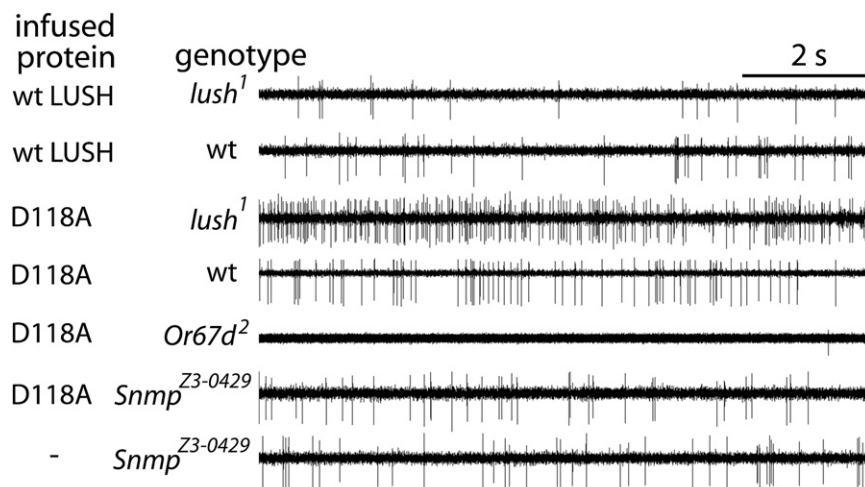 infused
protein genotype 2 s
wt LUSH lush1
wt LUSH wt
D118A lush1
D118A wt
D118A Or67d2
D118A SnmpZ3-0429
- SnmpZ3-0429